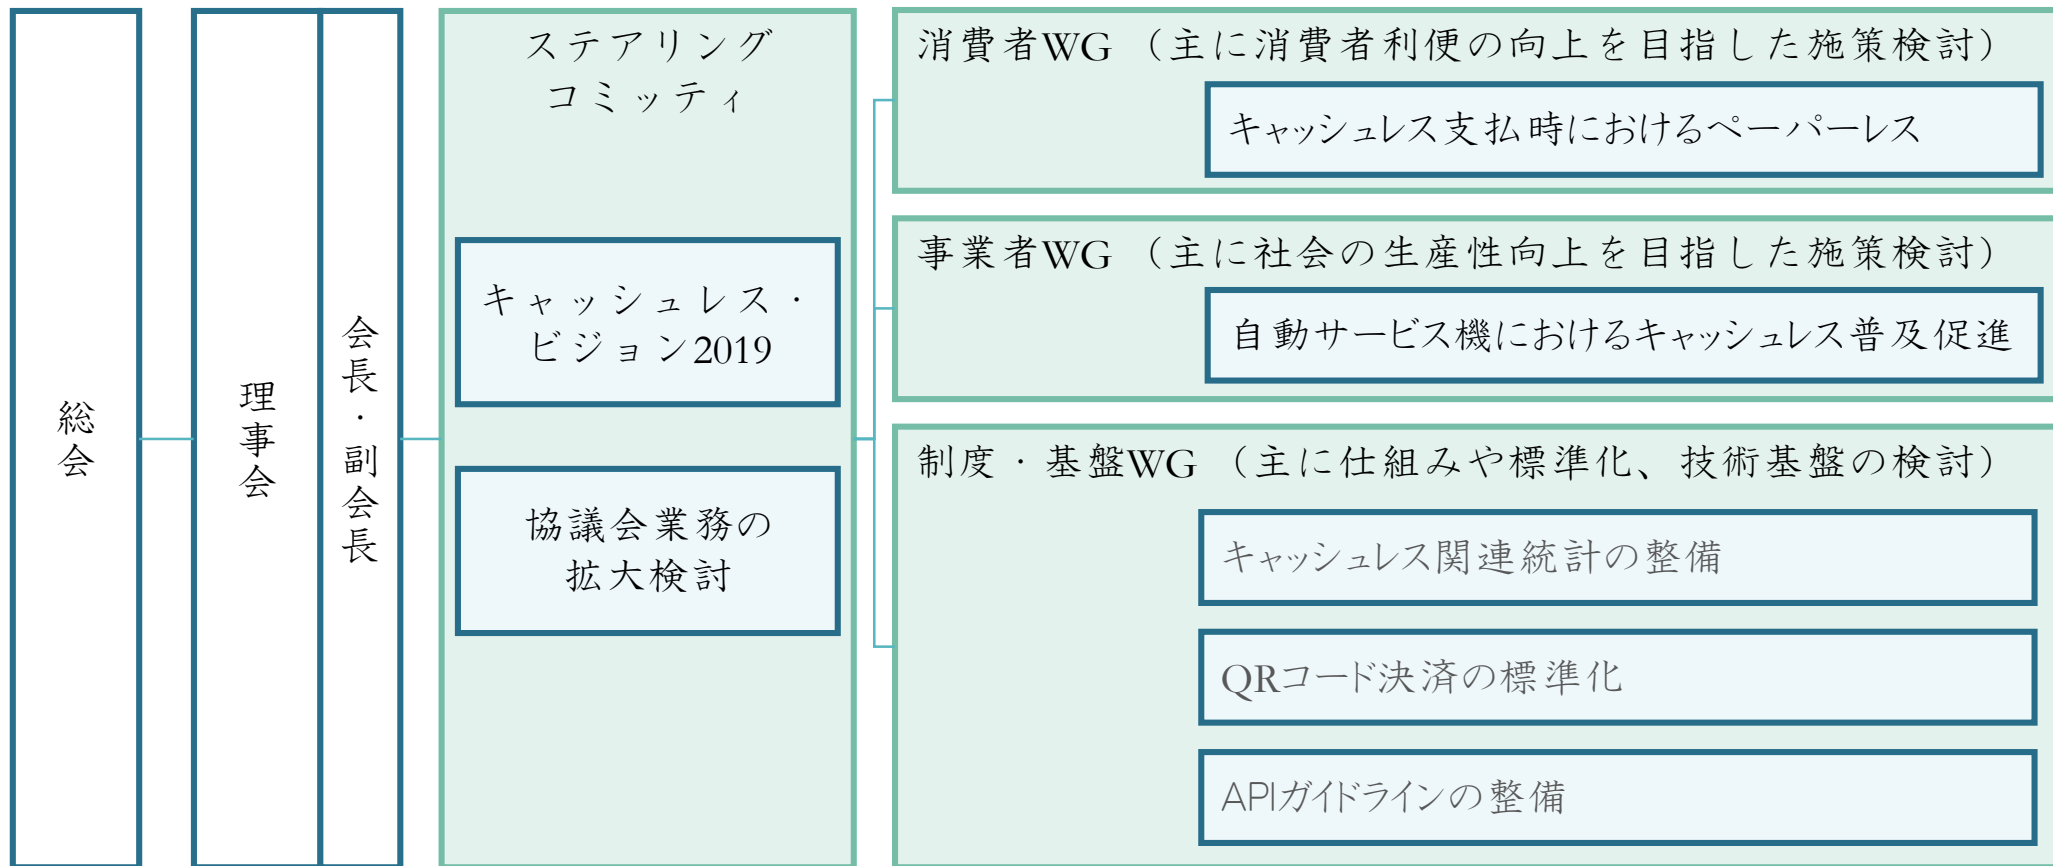 総会
理事会
会長・副会長
ステアリング
コミッティ
キャッシュレス・
ビジョン2019
協議会業務の
拡大検討
消費者WG （主に消費者利便の向上を目指した施策検討）
キャッシュレス支払時におけるペーパーレス
事業者WG （主に社会の生産性向上を目指した施策検討）
自動サービス機におけるキャッシュレス普及促進
制度・基盤WG （主に仕組みや標準化、技術基盤の検討）
キャッシュレス関連統計の整備
QRコード決済の標準化
APIガイドラインの整備